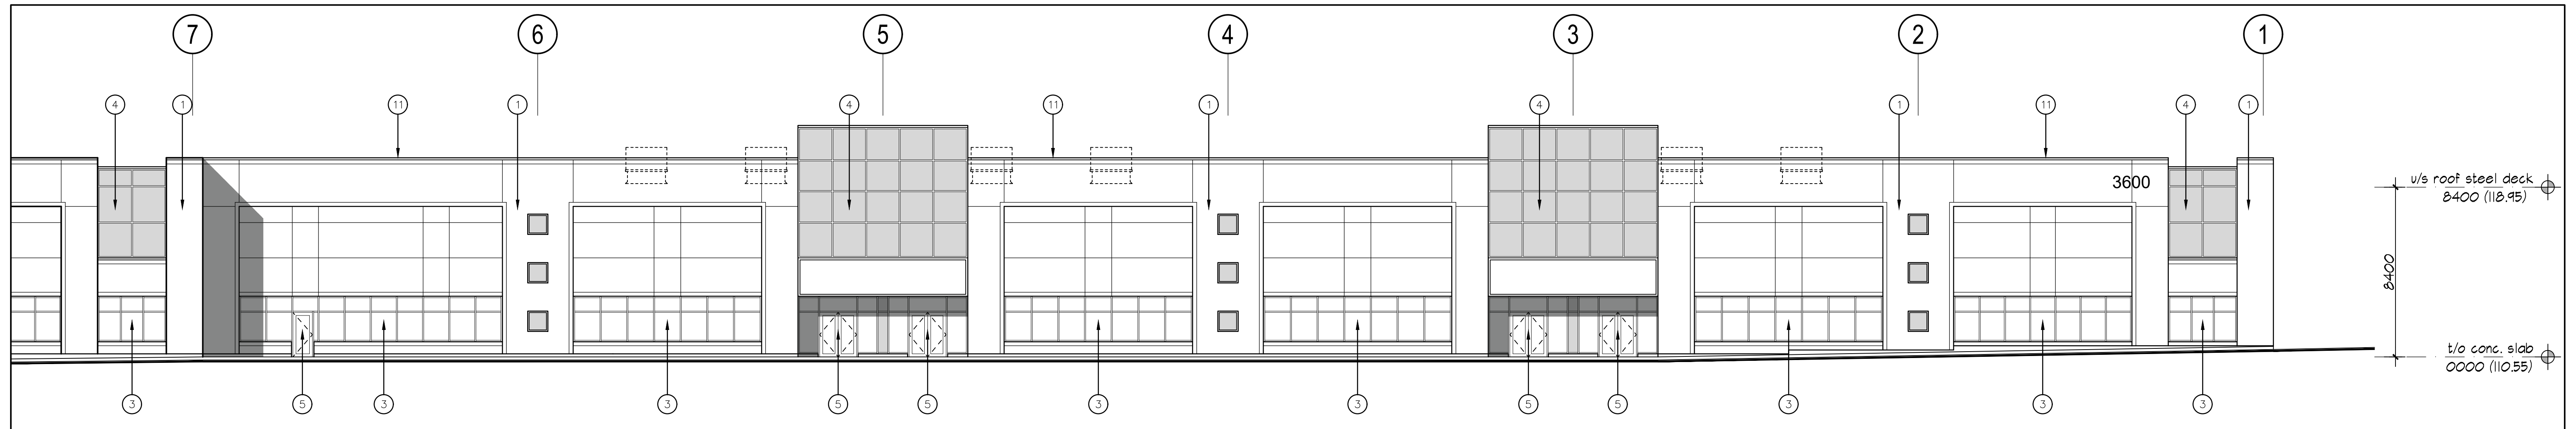 7 6 5 4 3 2 1
4 1 11 1 4 11 1 4 1 11 4 1
3600
u/s roof steel deck
8400 (118.95)
8400
t/o conc. slab
0000 (110.55)
3 5 3 3 5 5 3 3 5 5 3 3 3